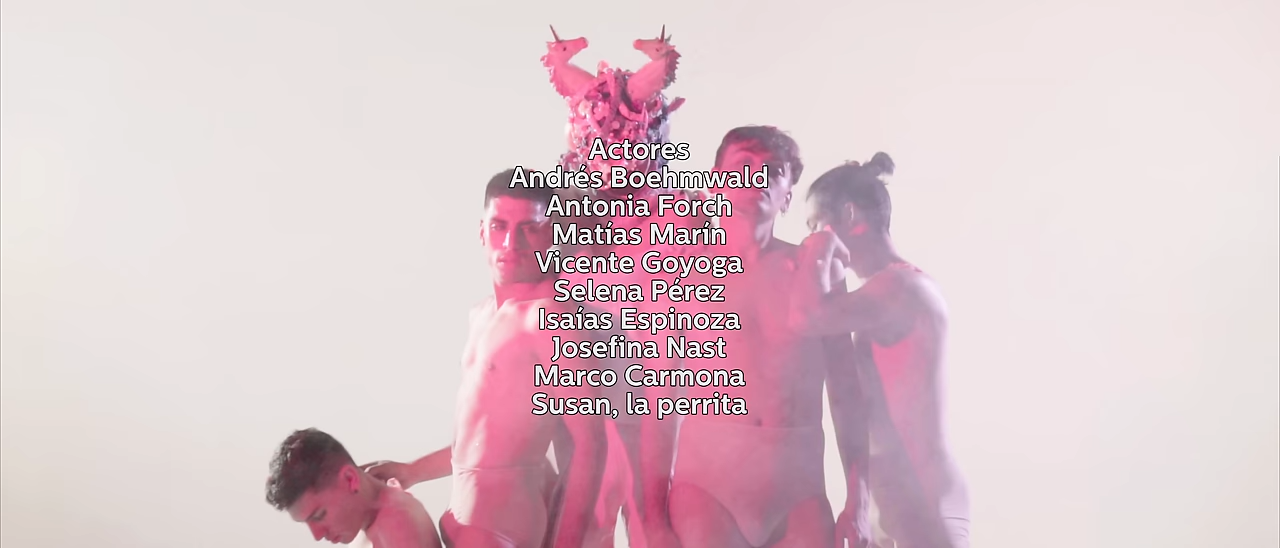 Actores
Andrés Boehmwald
Antonia Forch
Matías Marín
Vicente Goyoga
Selena Pérez
Isaías Espinoza
Josefina Nast
Marco Carmona
Susan, la perrita